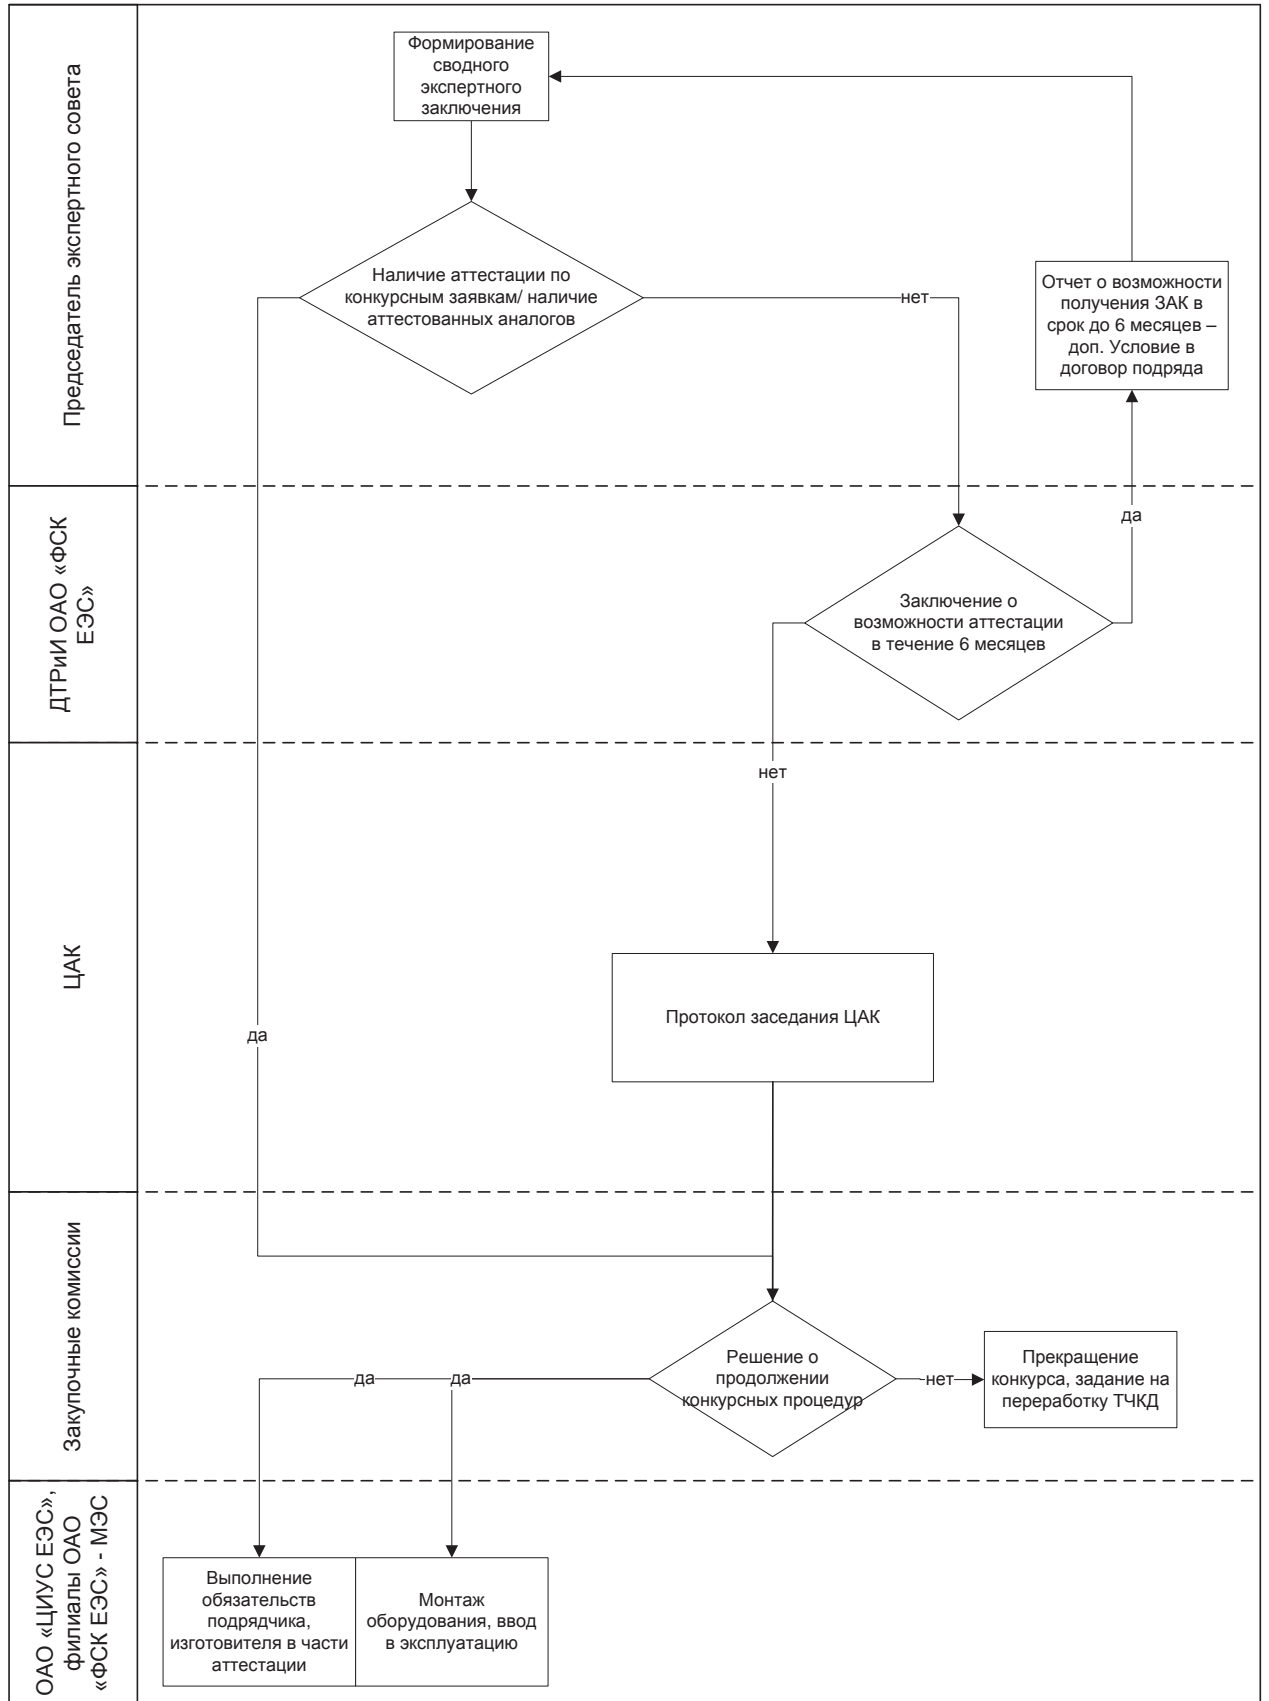 Председатель экспертного совета
Формирование
сводного
экспертного
заключения
Наличие аттестации по
конкурсным заявкам/ наличие
аттестованных аналогов
нет
Отчет о возможности
получения ЗАК в
срок до 6 месяцев –
доп. Условие в
договор подряда
ДТРиИ ОАО «ФСК
ЕЭС»
да
Заключение о
возможности аттестации
в течение 6 месяцев
ЦАК
нет
Протокол заседания ЦАК
да
Закупочные комиссии
Решение о
продолжении
конкурсных процедур
да
да
нет
Прекращение
конкурса, задание на
переработку ТЧКД
ОАО «ЦИУС ЕЭС»,
филиалы ОАО
«ФСК ЕЭС» - МЭС
Выполнение
обязательств
подрядчика,
изготовителя в части
аттестации
Монтаж
оборудования, ввод
в эксплуатацию